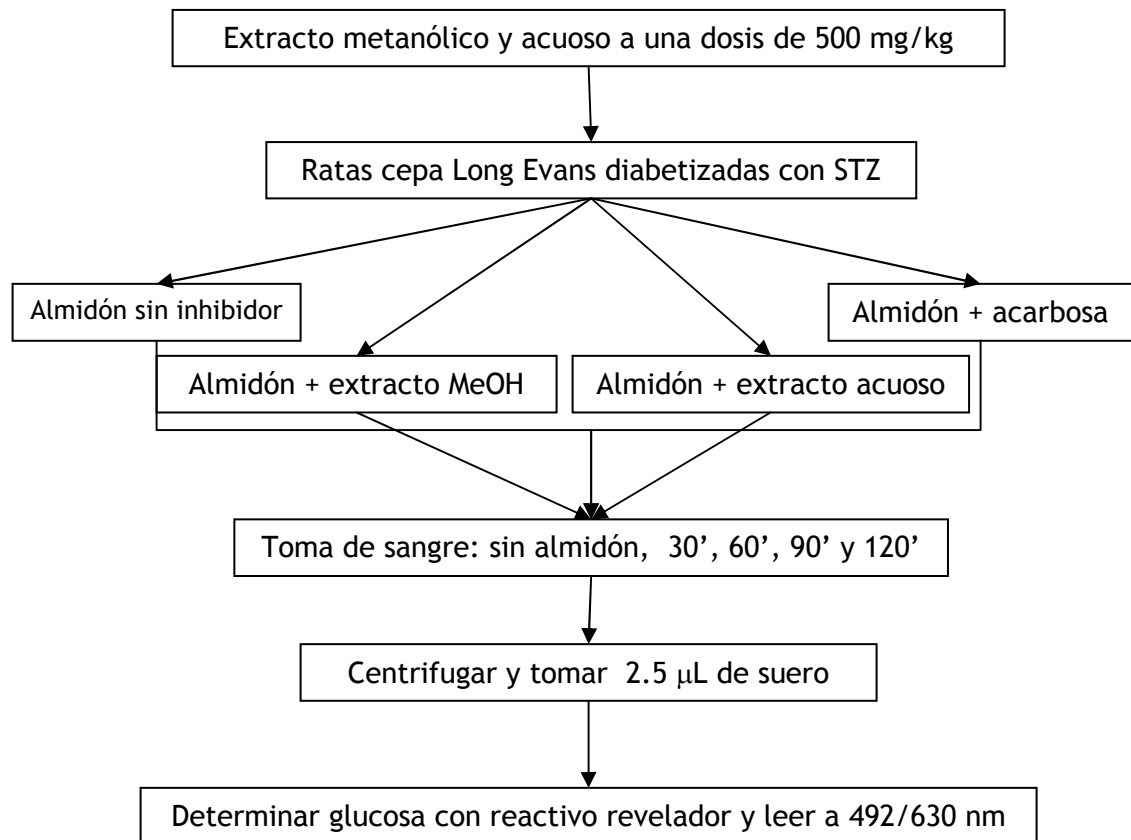 Extracto metanólico y acuoso a una dosis de 500 mg/kg
Ratas cepa Long Evans diabetizadas con STZ
Almidón sin inhibidor
Almidón + acarbosa
Almidón + extracto MeOH
Almidón + extracto acuoso
Toma de sangre: sin almidón, 30’, 60’, 90’ y 120’
Centrifugar y tomar 2.5 μL de suero
Determinar glucosa con reactivo revelador y leer a 492/630 nm